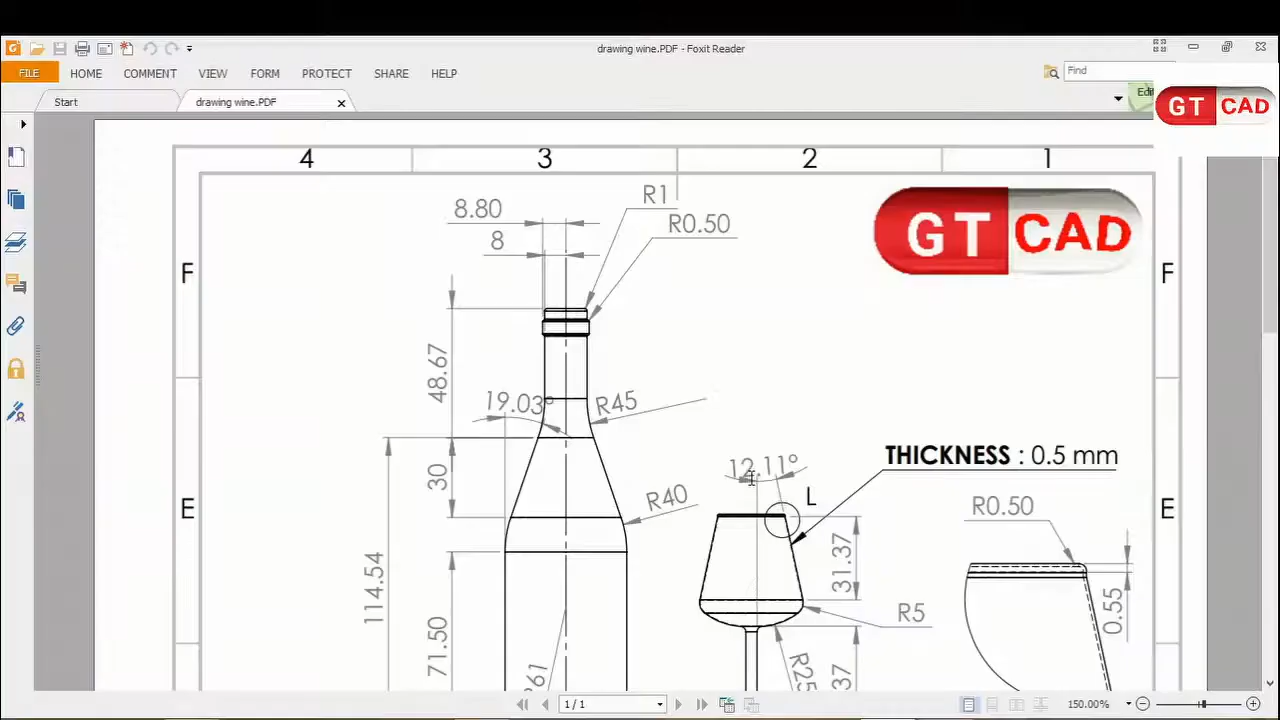 drawing wine.PDF - Foxit Reader
FILE HOME COMMENT VIEW FORM PROTECT SHARE HELP
Find
Start
drawing wine.PDF
GT CAD
4 3 2 1
8.80
R1
R0.50
8
GT CAD
F
F
48.67
19.03°
R45
THICKNESS : 0.5 mm
12.11°
30
R40
L
E
E
R0.50
31.37
114.54
0.55
R5
71.50
1 / 1
150.00%